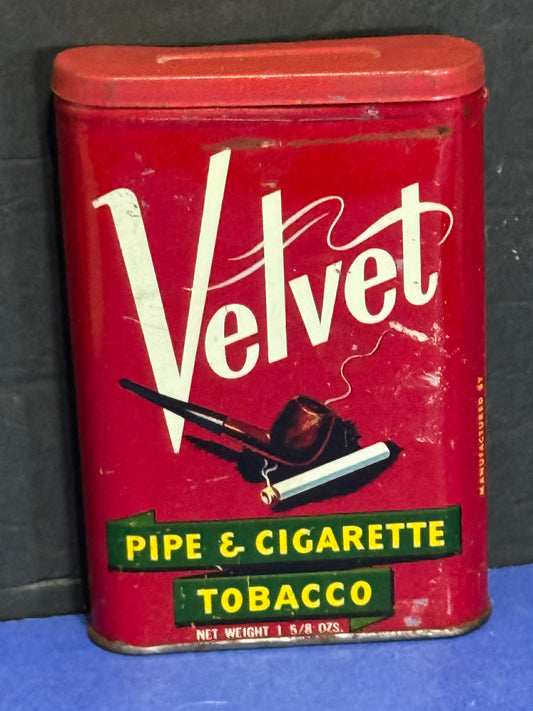 Velvet
PIPE & CIGARETTE
TOBACCO
NET WEIGHT 1 5/8 OZS.
MANUFACTURED BY